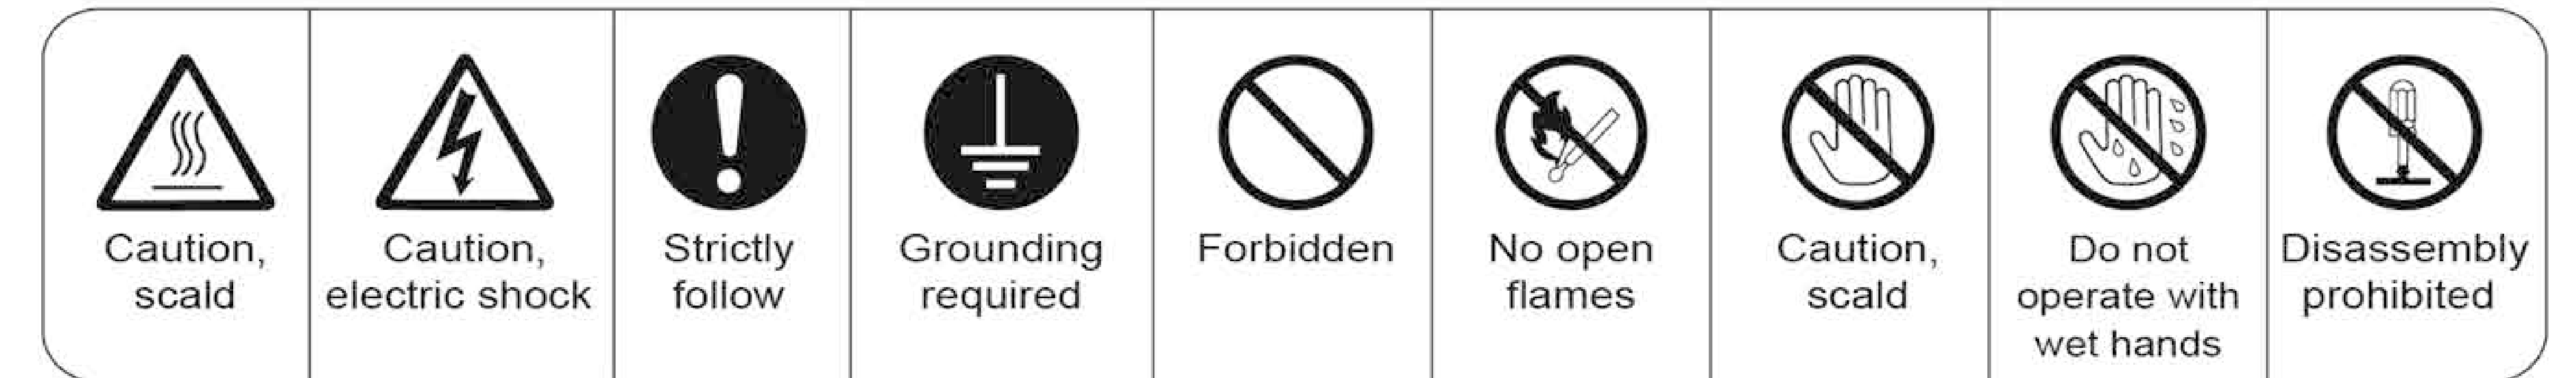 Caution,
scald
Caution,
electric shock
Strictly
follow
Grounding
required
Forbidden
No open
flames
Caution,
scald
Do not
operate with
wet hands
Disassembly
prohibited